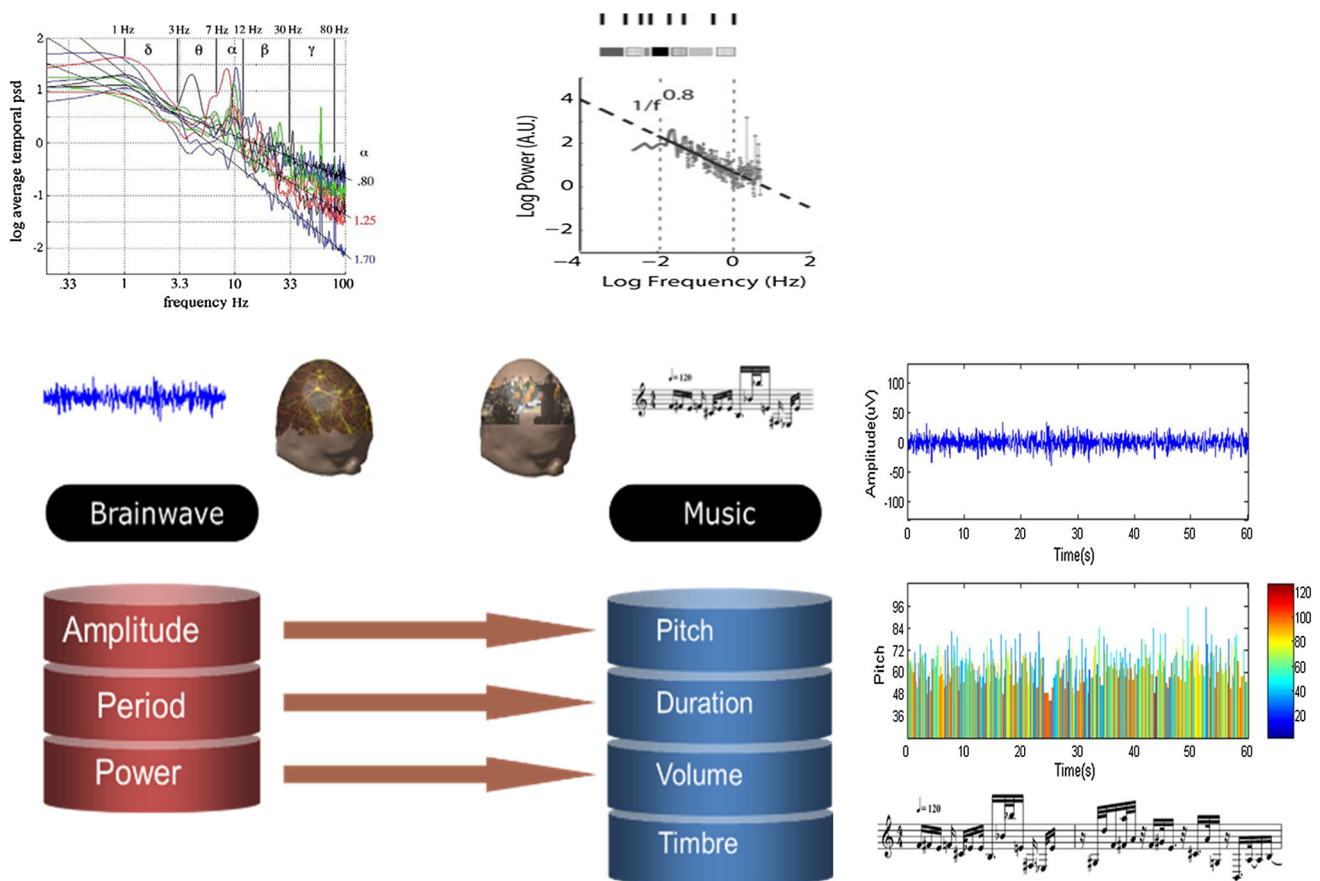 1 Hz 3 Hz 7 Hz 12 Hz 30 Hz 80 Hz
δ θ α β γ
2
1
0
-1
-2
log average temporal psd
α
.80
1.25
1.70
.33 1 3.3 10 33 100
frequency Hz
1/f^0.8
4
2
0
−2
Log Power (A.U.)
−4 −2 0 2
Log Frequency (Hz)
=120
Brainwave
Music
Amplitude
Period
Power
Pitch
Duration
Volume
Timbre
100
50
0
-50
-100
Amplitude(uV)
0 10 20 30 40 50 60
Time(s)
96
84
72
60
48
36
Pitch
0 10 20 30 40 50 60
Time(s)
120
100
80
60
40
20
=120